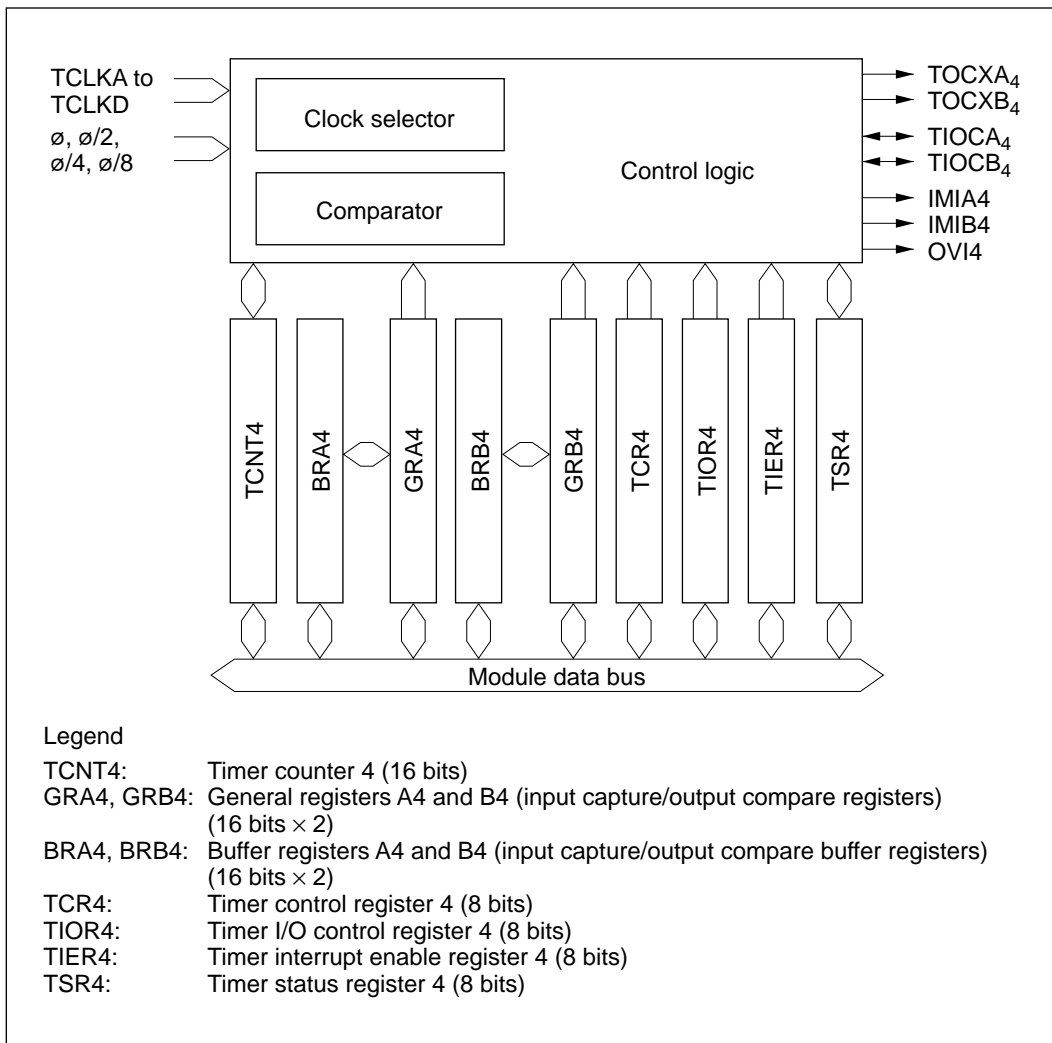 TCLKA to
TCLKD
ø, ø/2,
ø/4, ø/8
Clock selector
Comparator
Control logic
TOCXA4
TOCXB4
TIOCA4
TIOCB4
IMIA4
IMIB4
OVI4
TCNT4
BRA4
GRA4
BRB4
GRB4
TCR4
TIOR4
TIER4
TSR4
Module data bus
Legend
TCNT4: Timer counter 4 (16 bits)
GRA4, GRB4: General registers A4 and B4 (input capture/output compare registers)
(16 bits × 2)
BRA4, BRB4: Buffer registers A4 and B4 (input capture/output compare buffer registers)
(16 bits × 2)
TCR4: Timer control register 4 (8 bits)
TIOR4: Timer I/O control register 4 (8 bits)
TIER4: Timer interrupt enable register 4 (8 bits)
TSR4: Timer status register 4 (8 bits)